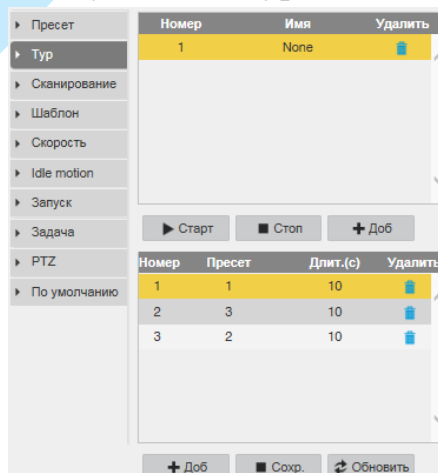 Пресет
Тур
Сканирование
Шаблон
Скорость
Idle motion
Запуск
Задача
PTZ
По умолчанию
Номер Имя Удалить
1 None
Старт Стоп Доб
Номер Пресет Длит.(с) Удалить
1 1 10
2 3 10
3 2 10
Доб Сохр. Обновить